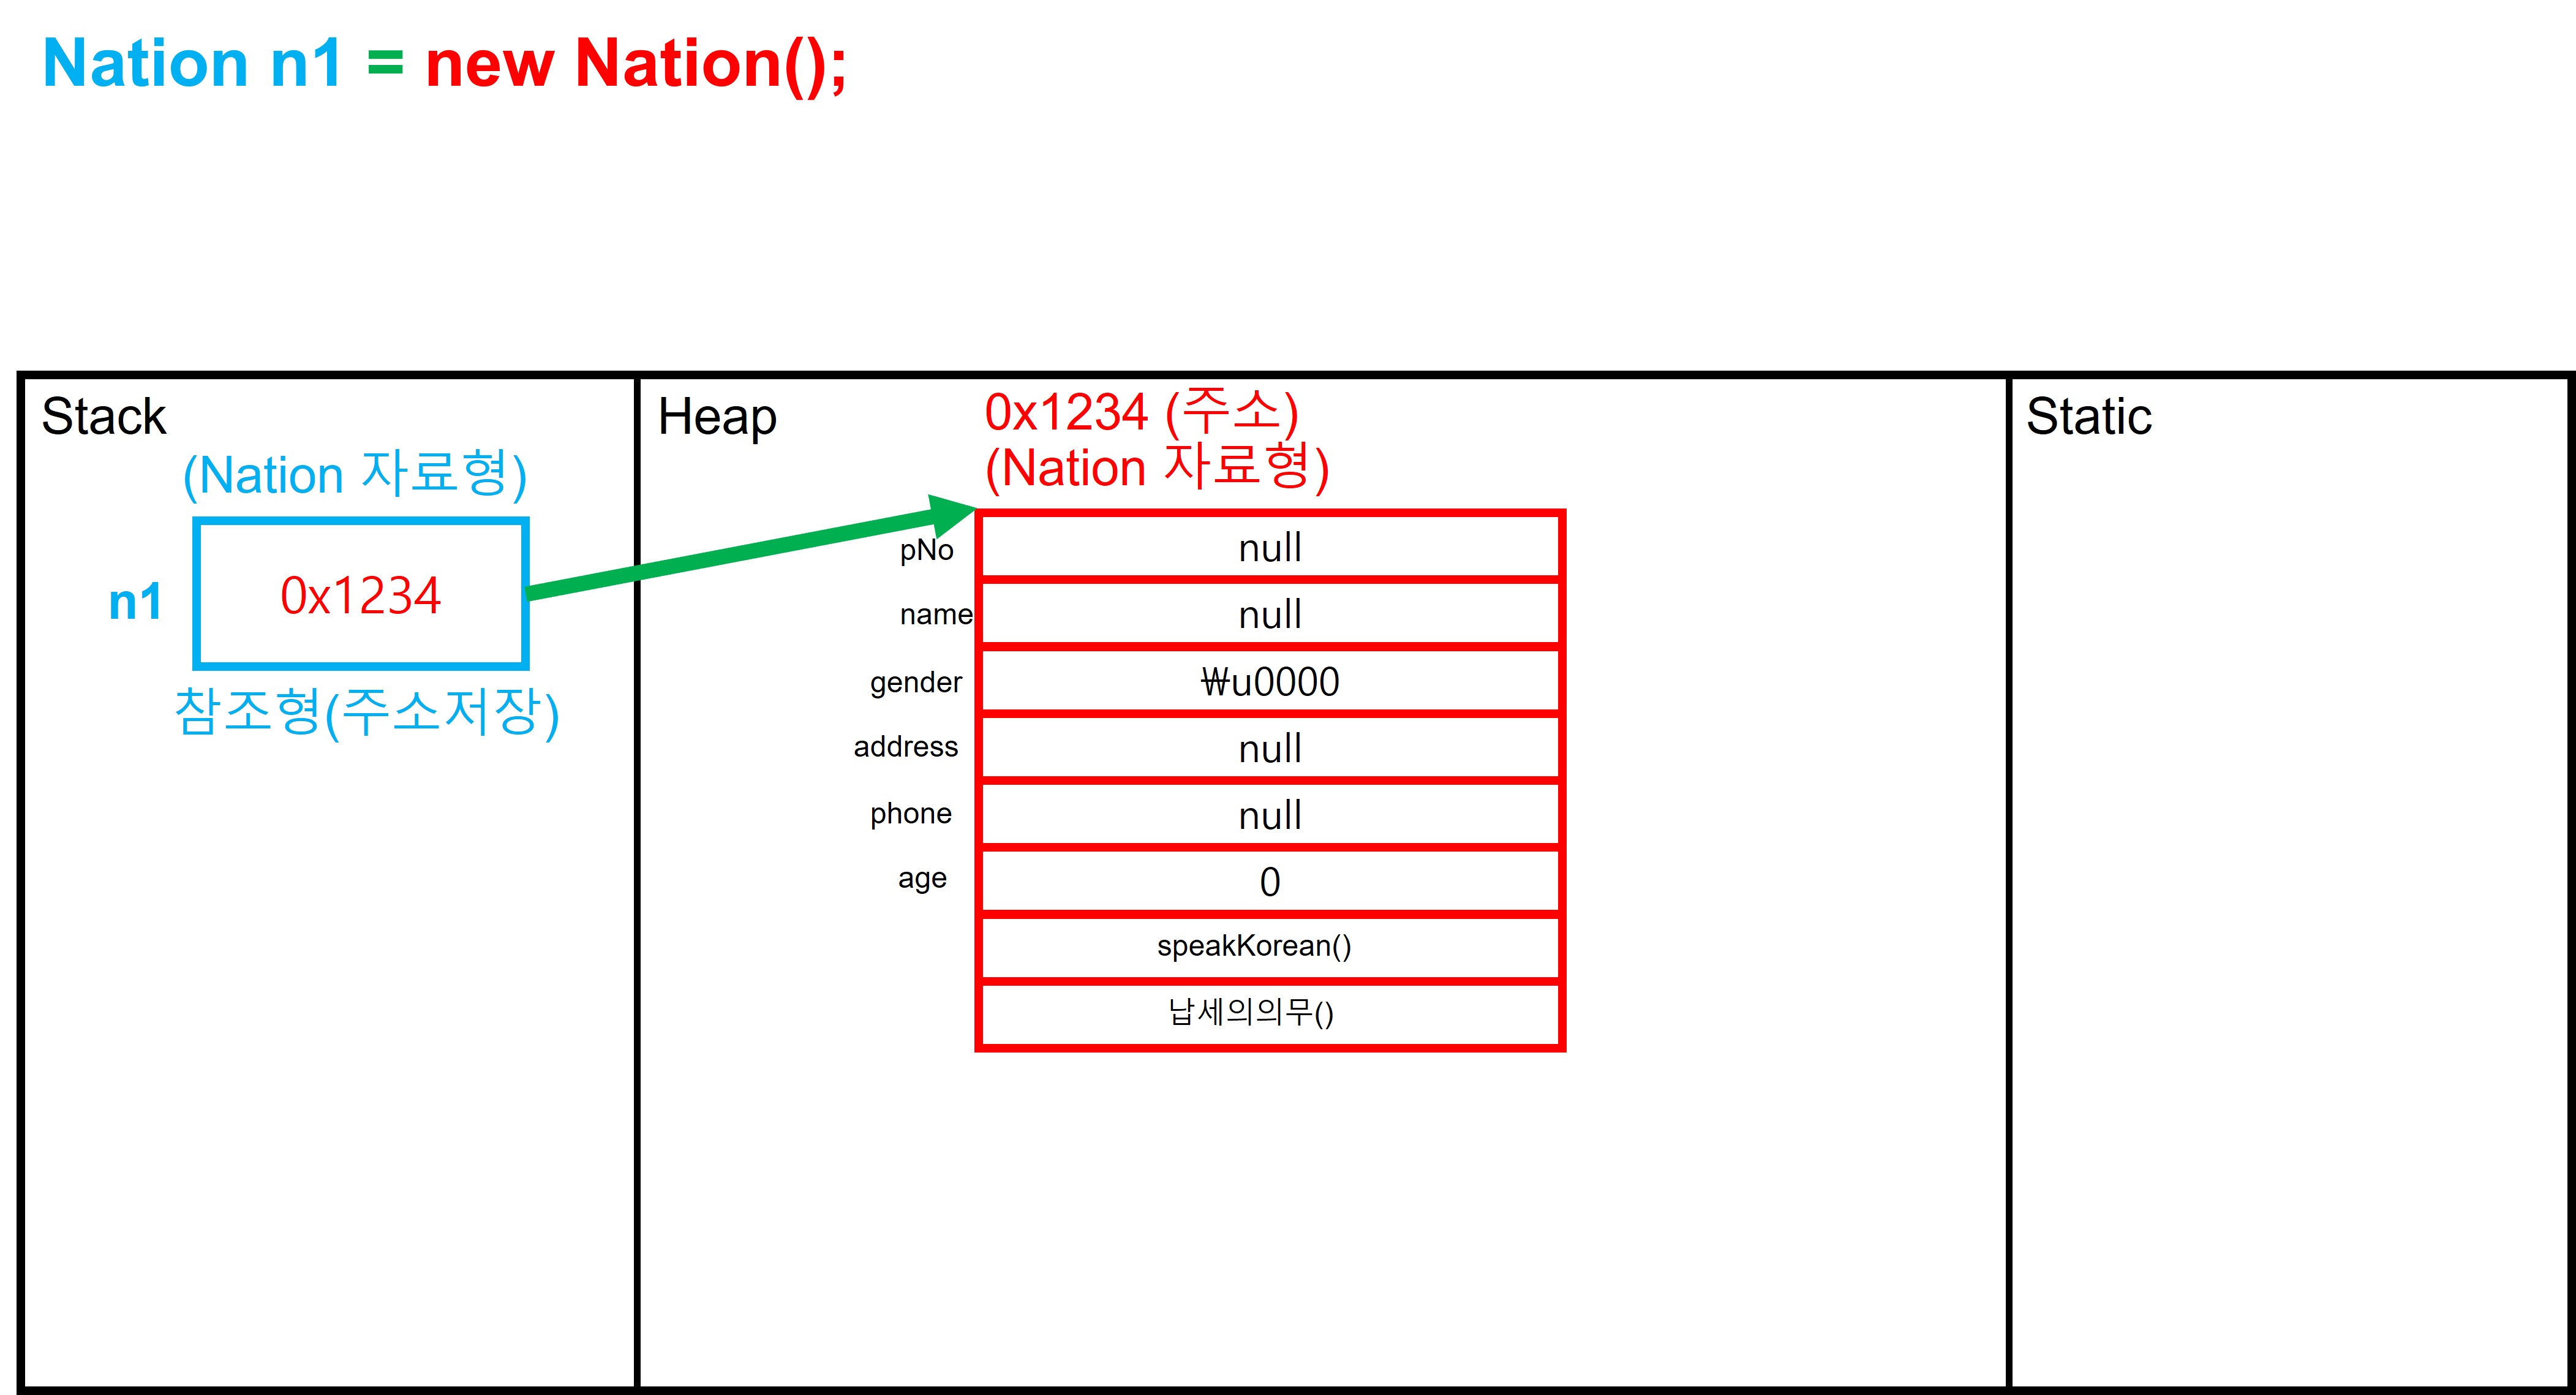 Nation n1 = new Nation();
Stack
(Nation 자료형)
n1
0x1234
참조형(주소저장)
Heap
0x1234 (주소)
(Nation 자료형)
pNo null
name null
gender ₩u0000
address null
phone null
age 0
speakKorean()
납세의의무()
Static